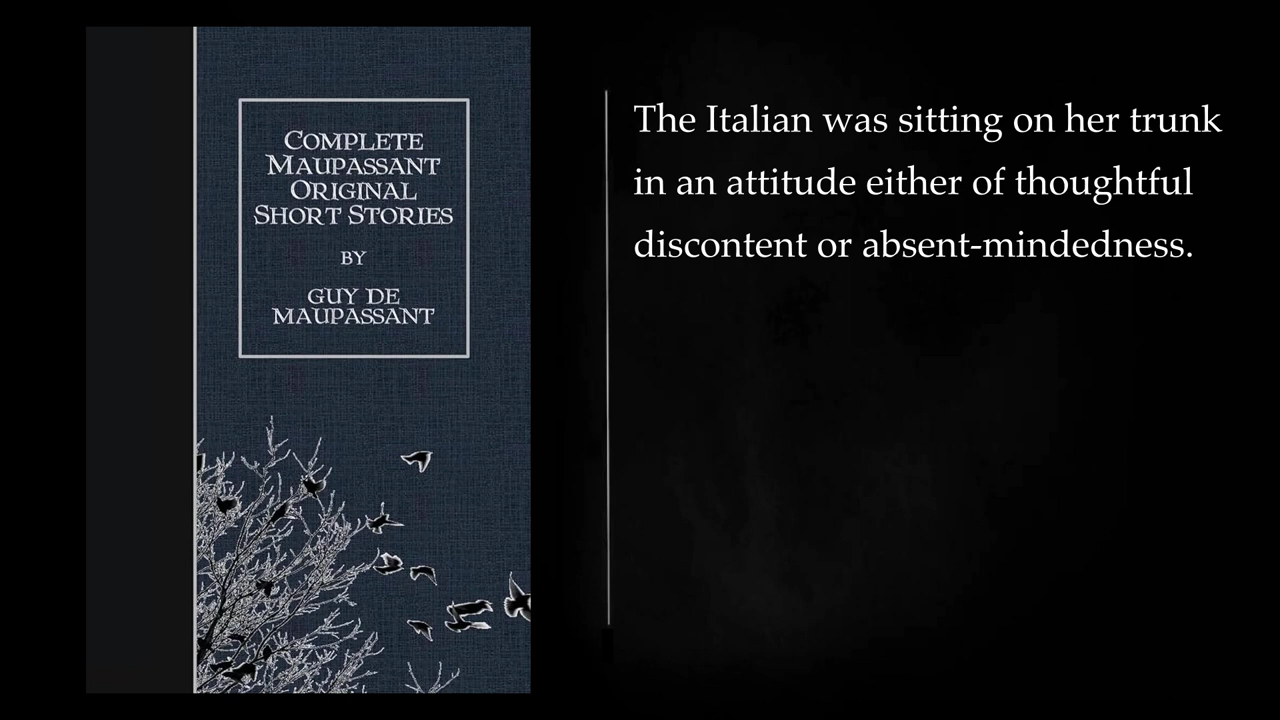 COMPLETE
MAUPASSANT
ORIGINAL
SHORT STORIES
BY
GUY DE
MAUPASSANT
The Italian was sitting on her trunk
in an attitude either of thoughtful
discontent or absent-mindedness.